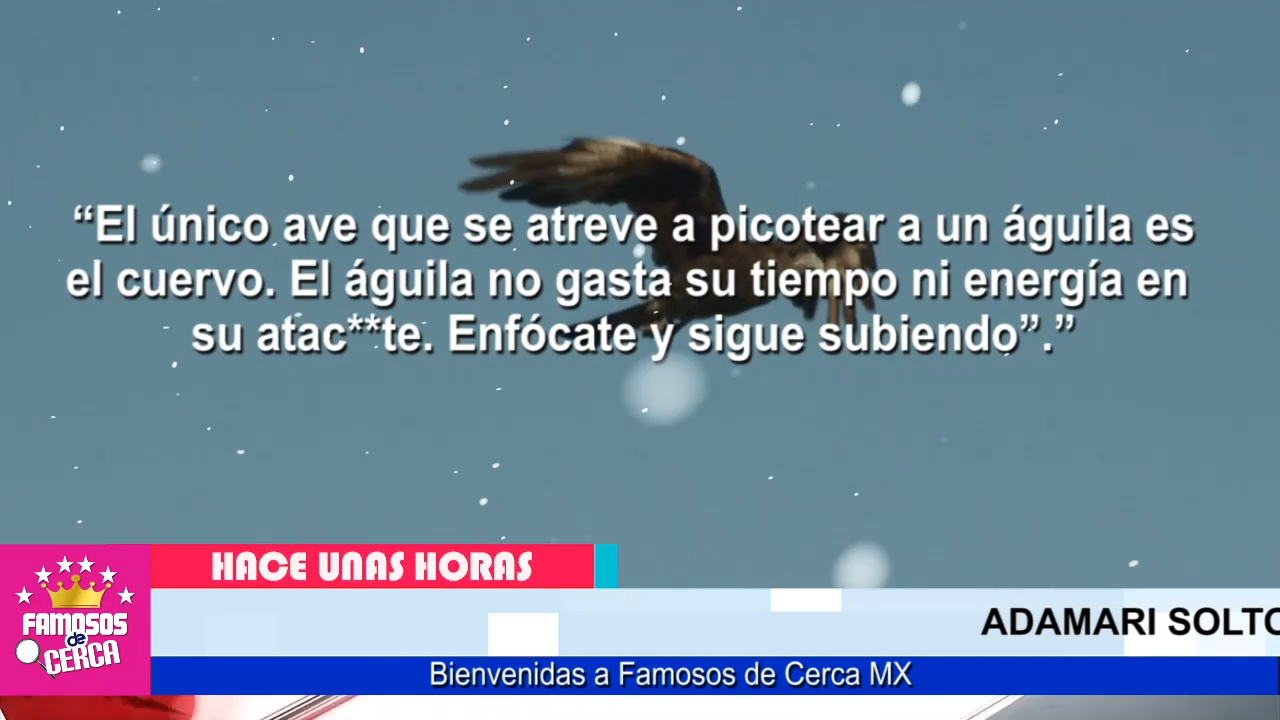 “El único ave que se atreve a picotear a un águila es
el cuervo. El águila no gasta su tiempo ni energía en
su atac**te. Enfócate y sigue subiendo”.”
HACE UNAS HORAS
ADAMARI SOLTO
FAMOSOS
de
CERCA
Bienvenidas a Famosos de Cerca MX